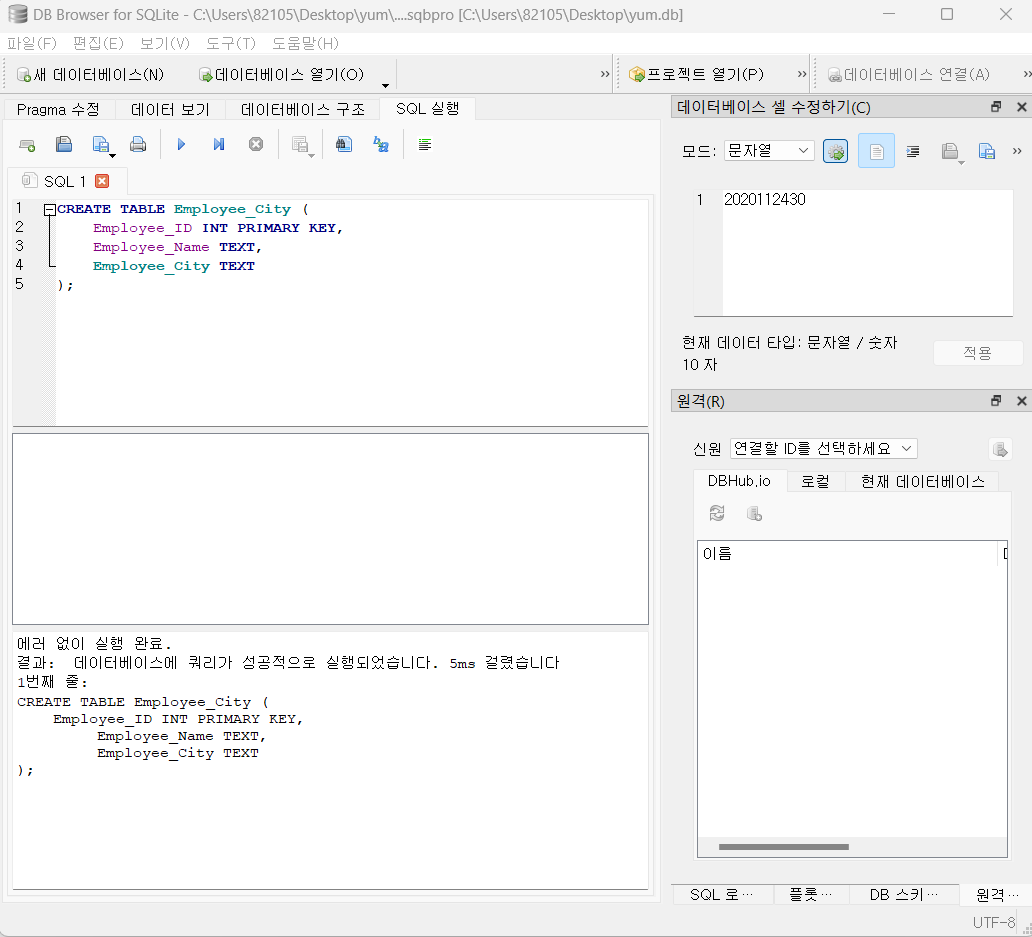 DB Browser for SQLite - C:\Users\82105\Desktop\yum\....sqbpro [C:\Users\82105\Desktop\yum.db]
파일(F) 편집(E) 보기(V) 도구(T) 도움말(H)
새 데이터베이스(N) 데이터베이스 열기(O) » 프로젝트 열기(P) » 데이터베이스 연결(A) »
Pragma 수정 데이터 보기 데이터베이스 구조 SQL 실행
SQL 1
1 CREATE TABLE Employee_City (
2 Employee_ID INT PRIMARY KEY,
3 Employee_Name TEXT,
4 Employee_City TEXT
5 );
에러 없이 실행 완료.
결과: 데이터베이스에 쿼리가 성공적으로 실행되었습니다. 5ms 걸렸습니다
1번째 줄:
CREATE TABLE Employee_City (
Employee_ID INT PRIMARY KEY,
Employee_Name TEXT,
Employee_City TEXT
);
데이터베이스 셀 수정하기(C)
모드: 문자열 »
1 2020112430
현재 데이터 타입: 문자열 / 숫자
10 자
적용
원격(R)
신원 연결할 ID를 선택하세요
DBHub.io 로컬 현재 데이터베이스
이름
SQL 로… 플롯… DB 스키… 원격…
UTF-8